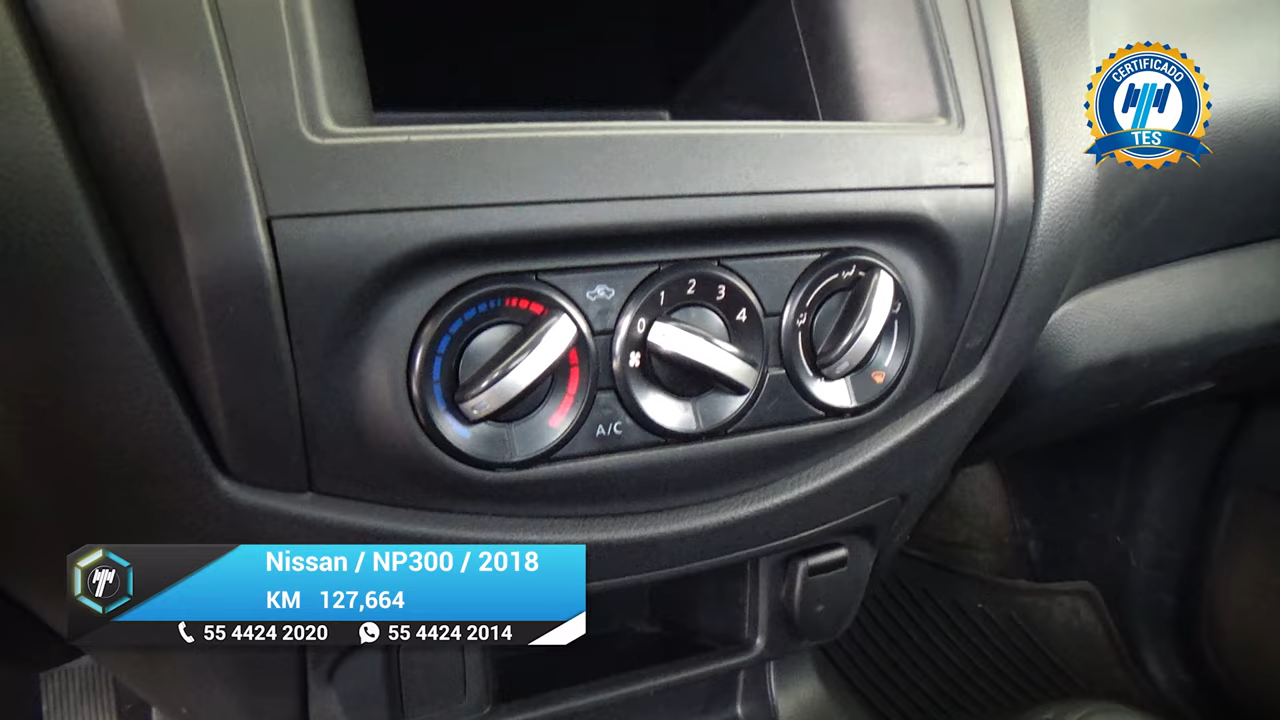 CERTIFICADO
TES
0 1 2 3 4
A/C
Nissan / NP300 / 2018
KM 127,664
55 4424 2020 55 4424 2014